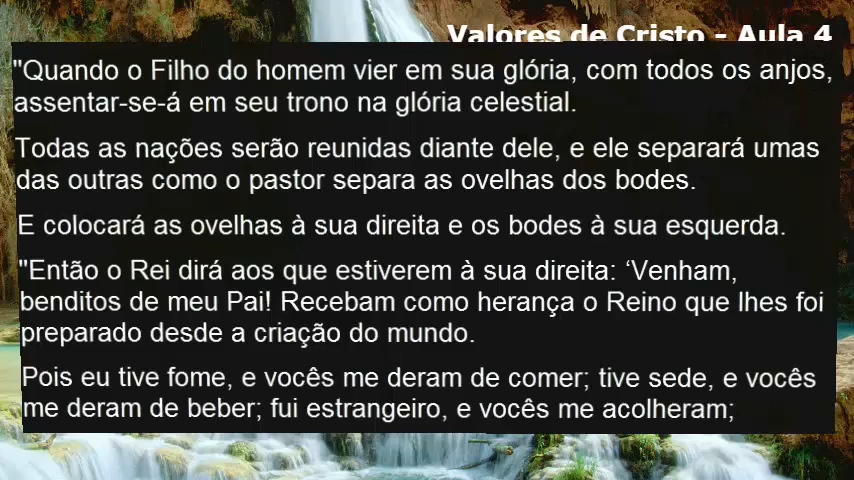 Valores de Cristo - Aula 4
"Quando o Filho do homem vier em sua glória, com todos os anjos,
assentar-se-á em seu trono na glória celestial.
Todas as nações serão reunidas diante dele, e ele separará umas
das outras como o pastor separa as ovelhas dos bodes.
E colocará as ovelhas à sua direita e os bodes à sua esquerda.
"Então o Rei dirá aos que estiverem à sua direita: ‘Venham,
benditos de meu Pai! Recebam como herança o Reino que lhes foi
preparado desde a criação do mundo.
Pois eu tive fome, e vocês me deram de comer; tive sede, e vocês
me deram de beber; fui estrangeiro, e vocês me acolheram;